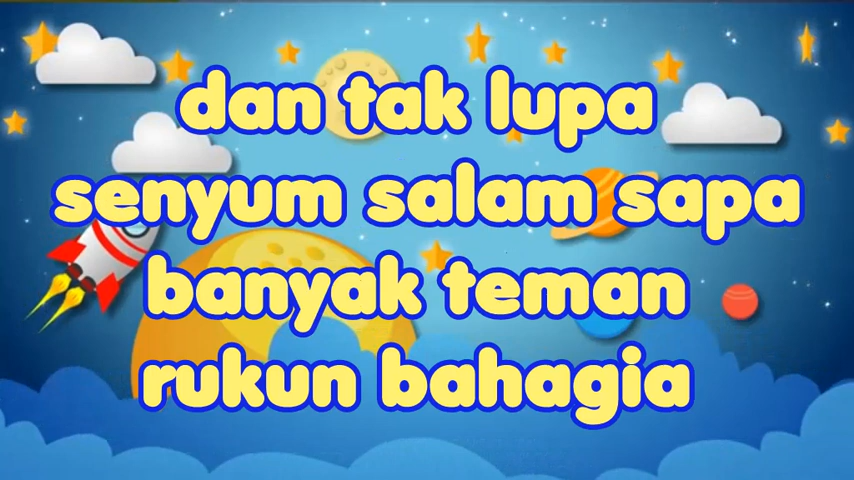 dan tak lupa
senyum salam sapa
banyak teman
rukun bahagia